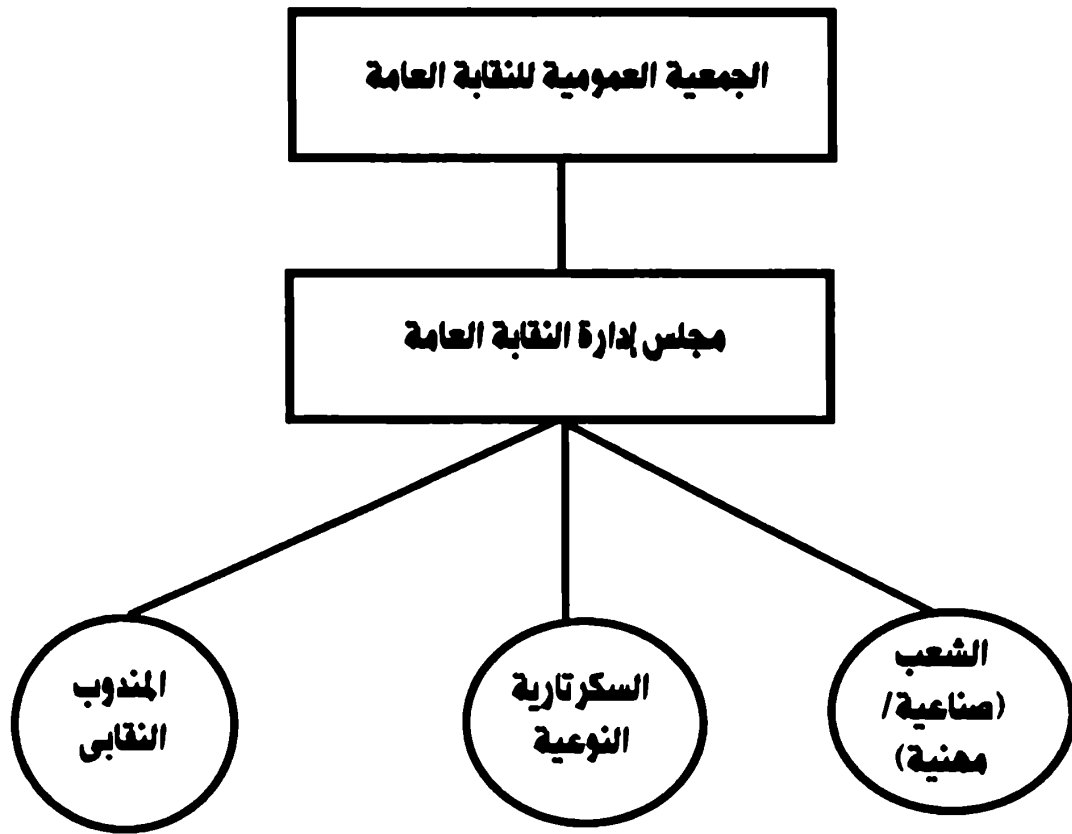 الجمعية العمومية للنقابة العامة
مجلس إدارة النقابة العامة
الشعب
(صناعية/
مهنية)
السكرتارية
النوعية
المندوب
النقابى